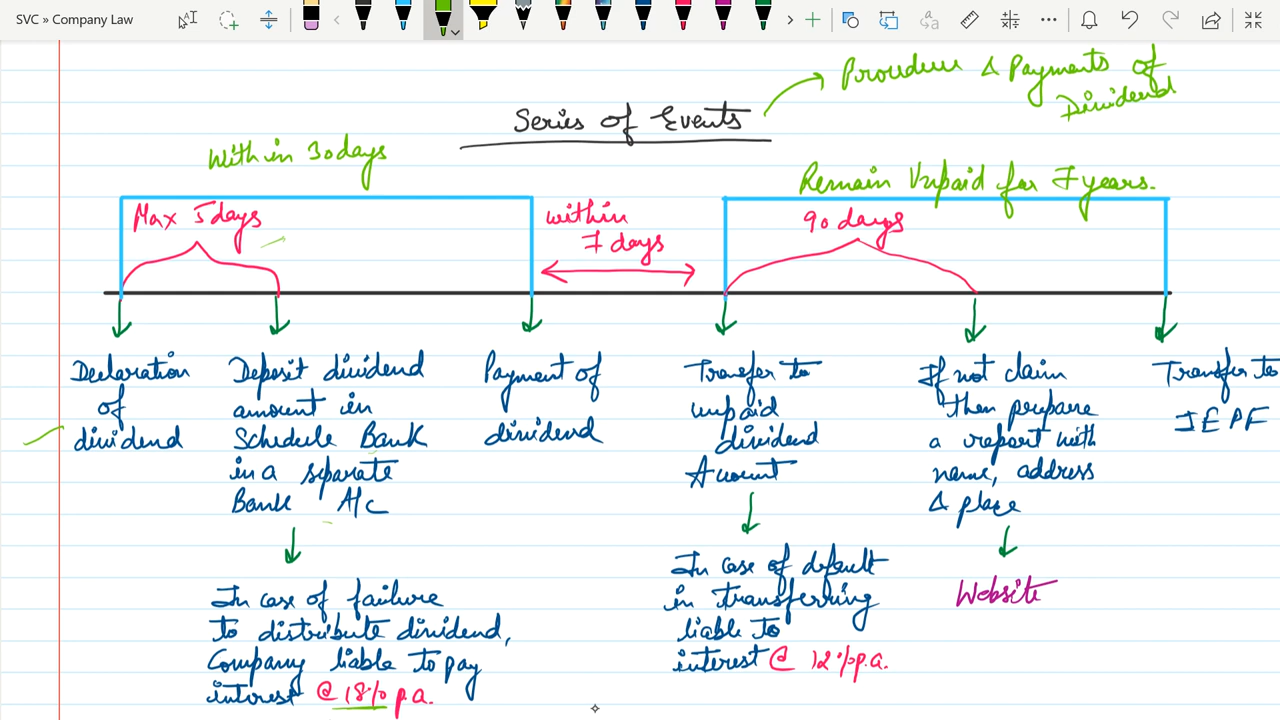 SVC » Company Law
Procedure & Payments of
Dividend
Series of Events
Within 30days
Remain Unpaid for 7 years.
Max 5days
within
7 days
90 days
Declaration
of
dividend
Deposit dividend
amount in
Schedule Bank
in a separate
Bank A/C
Payment of
dividend
Transfer to
unpaid
dividend
Account
If not claim
then prepare
a report with
name, address
& place
Transfer to
IEPF
In case of failure
to distribute dividend,
Company liable to pay
interest @ 18% p.a.
In case of default
in transferring
liable to
interest @ 12% p.a.
Website